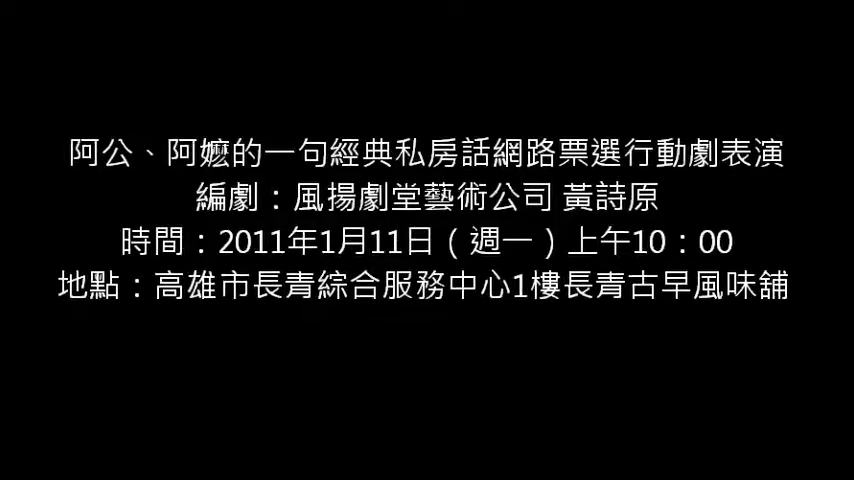 阿公、阿嬤的一句經典私房話網路票選行動劇表演
編劇：風揚劇堂藝術公司 黃詩原
時間：2011年1月11日（週一）上午10：00
地點：高雄市長青綜合服務中心1樓長青古早風味舖